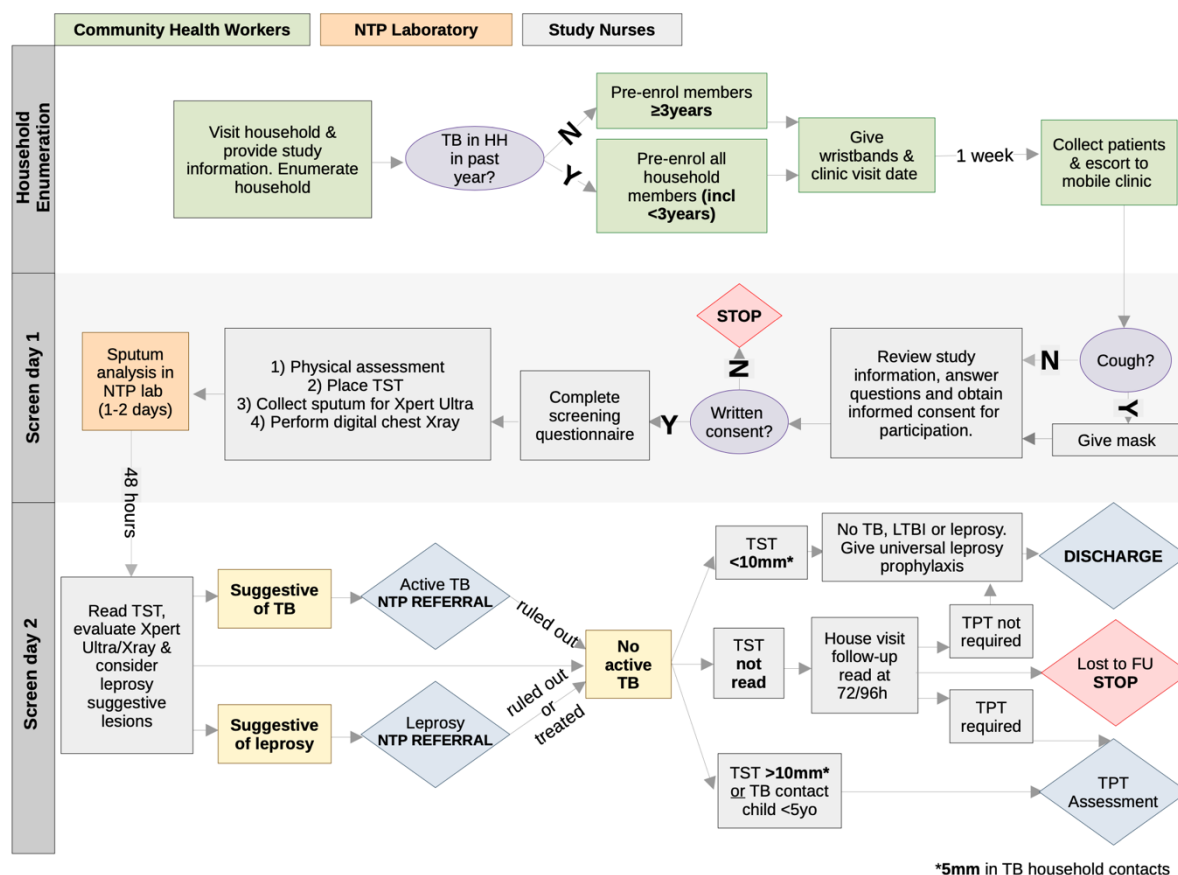 Community Health Workers
NTP Laboratory
Study Nurses
Household
Enumeration
Visit household &
provide study
information. Enumerate
household
TB in HH
in past
year?
N
Y
Pre-enrol members
≥3years
Pre-enrol all
household
members (incl
<3years)
Give
wristbands &
clinic visit date
1 week
Collect patients
& escort to
mobile clinic
Screen day 1
Cough?
N
Y
Give mask
Review study
information, answer
questions and obtain
informed consent for
participation.
Written
consent?
N
STOP
Y
Complete
screening
questionnaire
1) Physical assessment
2) Place TST
3) Collect sputum for Xpert Ultra
4) Perform digital chest Xray
Sputum
analysis in
NTP lab
(1-2 days)
48 hours
Screen day 2
Read TST,
evaluate Xpert
Ultra/Xray &
consider
leprosy
suggestive
lesions
Suggestive
of TB
Active TB
NTP REFERRAL
ruled out
Suggestive
of leprosy
Leprosy
NTP REFERRAL
ruled out
or
treated
No
active
TB
TST
<10mm*
No TB, LTBI or leprosy.
Give universal leprosy
prophylaxis
DISCHARGE
TST
not
read
House visit
follow-up
read at
72/96h
TPT not
required
Lost to FU
STOP
TPT
required
TST >10mm*
or TB contact
child <5yo
TPT
Assessment
*5mm in TB household contacts